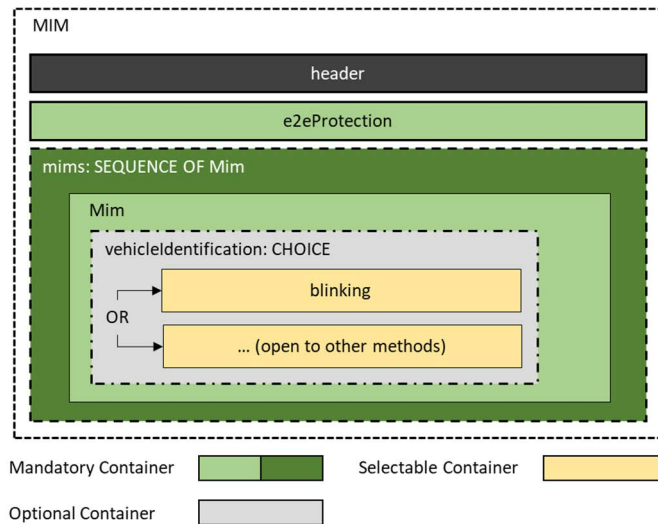 MIM
header
e2eProtection
mims: SEQUENCE OF Mim
Mim
vehicleIdentification: CHOICE
blinking
OR
... (open to other methods)
Mandatory Container
Selectable Container
Optional Container